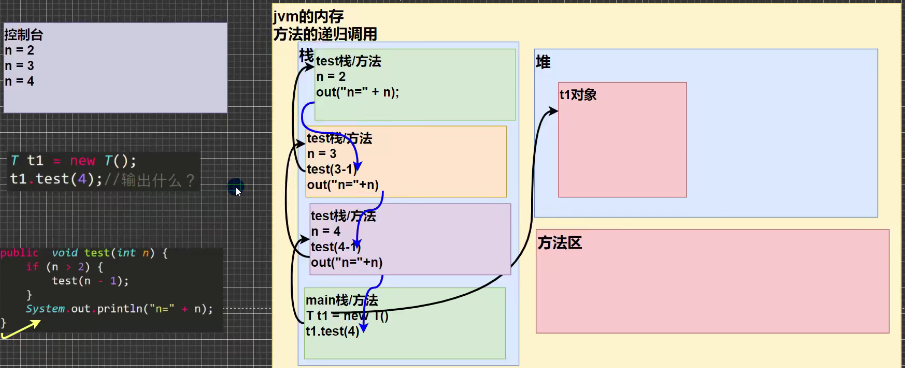 控制台
n = 2
n = 3
n = 4
T t1 = new T();
t1.test(4);//输出什么?
public void test(int n) {
if (n > 2) {
test(n - 1);
}
System.out.println("n=" + n);
}
jvm的内存
方法的递归调用
栈
test栈/方法
n = 2
out("n=" + n);
test栈/方法
n = 3
test(3-1)
out("n="+n)
test栈/方法
n = 4
test(4-1)
out("n="+n)
main栈/方法
T t1 = new T()
t1.test(4)
堆
t1对象
方法区